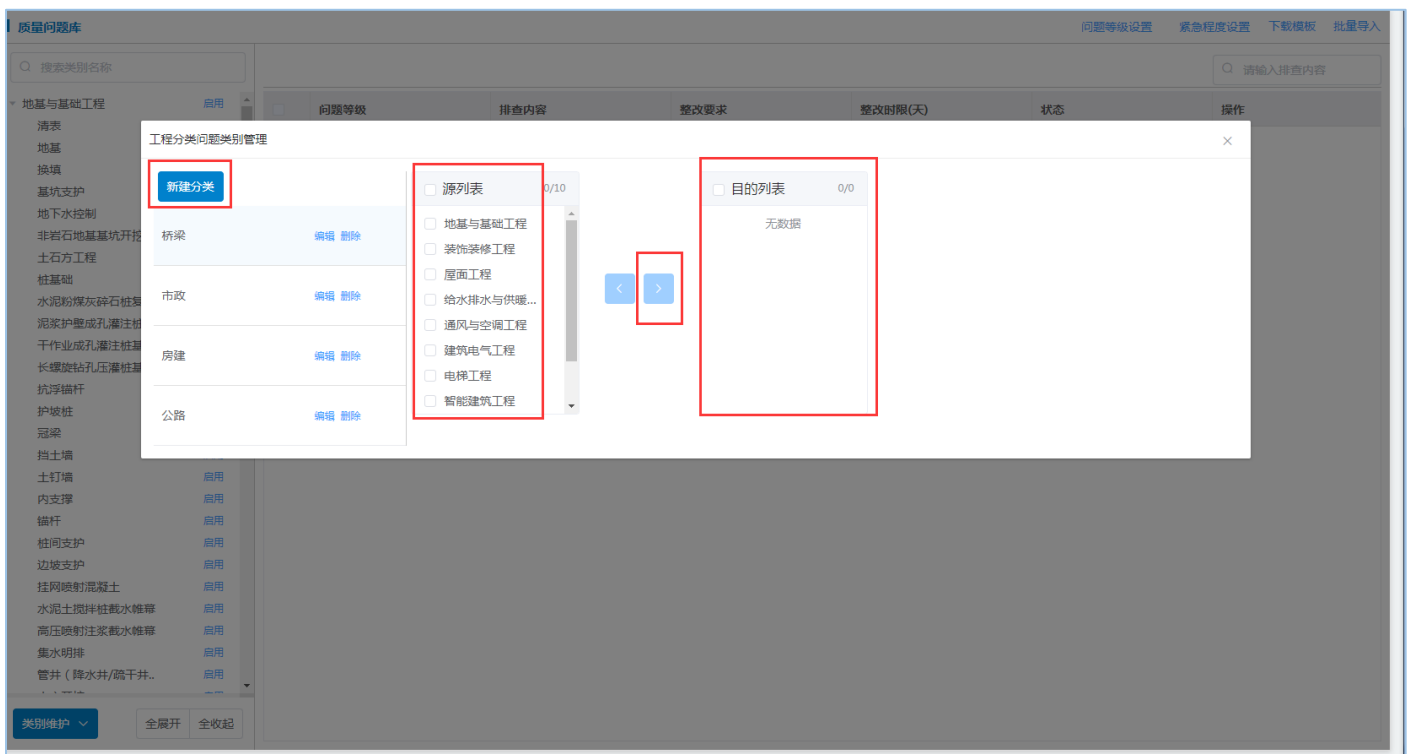 质量问题库
问题等级设置 紧急程度设置 下载模板 批量导入
搜索类别名称
请输入排查内容
地基与基础工程 启用
问题等级 排查内容 整改要求 整改时限(天) 状态 操作
清表
地基
换填
基坑支护
地下水控制
非岩石地基基坑开挖
土石方工程
桩基础
水泥粉煤灰碎石桩复
泥浆护壁成孔灌注桩
干作业成孔灌注桩基
长螺旋钻孔压灌桩基
抗浮锚杆
护坡桩
冠梁
挡土墙
土钉墙 启用
内支撑 启用
锚杆 启用
桩间支护 启用
边坡支护 启用
挂网喷射混凝土 启用
水泥土搅拌桩截水帷幕 启用
高压喷射注浆截水帷幕 启用
集水明排 启用
管井（降水井/疏干井.. 启用
类别维护
全展开 全收起
工程分类问题类别管理
新建分类
桥梁 编辑 删除
市政 编辑 删除
房建 编辑 删除
公路 编辑 删除
源列表 0/10
地基与基础工程
装饰装修工程
屋面工程
给水排水与供暖...
通风与空调工程
建筑电气工程
电梯工程
智能建筑工程
目的列表 0/0
无数据